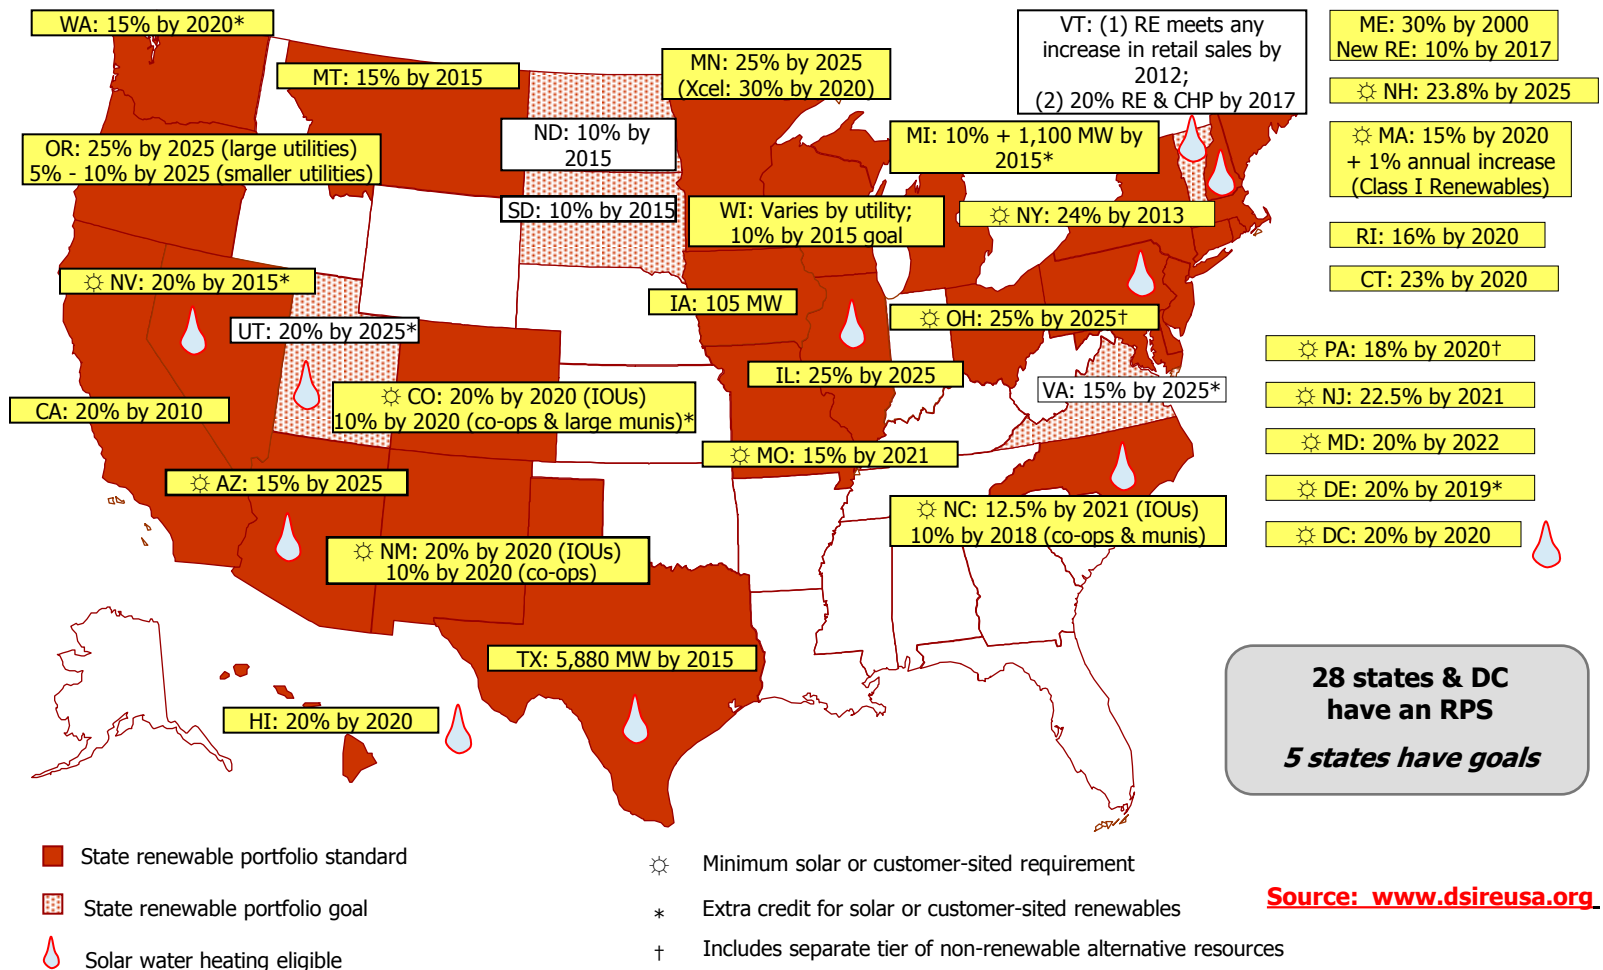 WA: 15% by 2020*
MT: 15% by 2015
MN: 25% by 2025
(Xcel: 30% by 2020)
VT: (1) RE meets any
increase in retail sales by
2012;
(2) 20% RE & CHP by 2017
ME: 30% by 2000
New RE: 10% by 2017
☼ NH: 23.8% by 2025
OR: 25% by 2025 (large utilities)
5% - 10% by 2025 (smaller utilities)
ND: 10% by
2015
MI: 10% + 1,100 MW by
2015*
☼ MA: 15% by 2020
+ 1% annual increase
(Class I Renewables)
SD: 10% by 2015
WI: Varies by utility;
10% by 2015 goal
☼ NY: 24% by 2013
RI: 16% by 2020
☼ NV: 20% by 2015*
CT: 23% by 2020
IA: 105 MW
UT: 20% by 2025*
☼ OH: 25% by 2025†
☼ PA: 18% by 2020†
IL: 25% by 2025
VA: 15% by 2025*
☼ CO: 20% by 2020 (IOUs)
10% by 2020 (co-ops & large munis)*
☼ NJ: 22.5% by 2021
CA: 20% by 2010
☼ MO: 15% by 2021
☼ MD: 20% by 2022
☼ AZ: 15% by 2025
☼ DE: 20% by 2019*
☼ NC: 12.5% by 2021 (IOUs)
10% by 2018 (co-ops & munis)
☼ DC: 20% by 2020
☼ NM: 20% by 2020 (IOUs)
10% by 2020 (co-ops)
TX: 5,880 MW by 2015
HI: 20% by 2020
28 states & DC
have an RPS
5 states have goals
State renewable portfolio standard
State renewable portfolio goal
Solar water heating eligible
☼ Minimum solar or customer-sited requirement
* Extra credit for solar or customer-sited renewables
† Includes separate tier of non-renewable alternative resources
Source: www.dsireusa.org